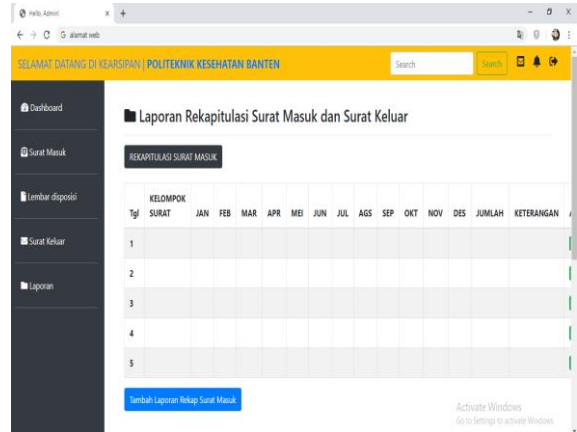 Hello, Admin!
alamat web
SELAMAT DATANG DI KEARSIPAN | POLITEKNIK KESEHATAN BANTEN
Search
Search
Dashboard
Surat Masuk
Lembar disposisi
Surat Keluar
Laporan
Laporan Rekapitulasi Surat Masuk dan Surat Keluar
REKAPITULASI SURAT MASUK
Tgl KELOMPOK SURAT JAN FEB MAR APR MEI JUN JUL AGS SEP OKT NOV DES JUMLAH KETERANGAN
1
2
3
4
5
Tambah Laporan Rekap Surat Masuk
Activate Windows
Go to Settings to activate Windows.